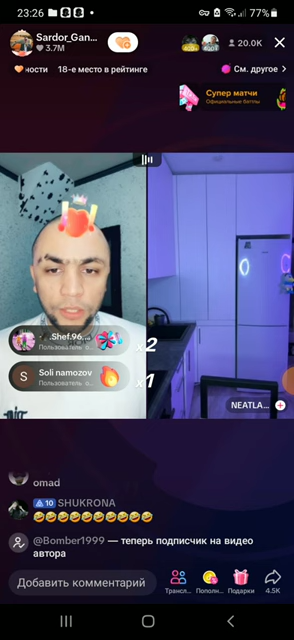 23:26
77%
Sardor_Gan...
3.7M
20.0K
ности
18-е место в рейтинге
См. другое
Супер матчи
Официальные батлы
.Shef.96...
Пользователь о...
x2
S
Soli namozov
Пользователь о...
x1
NEATLA...
omad
10 SHUKRONA
@Bomber1999 — теперь подписчик на видео
автора
Добавить комментарий
Трансл...
Пополн...
Подарки
4.5K